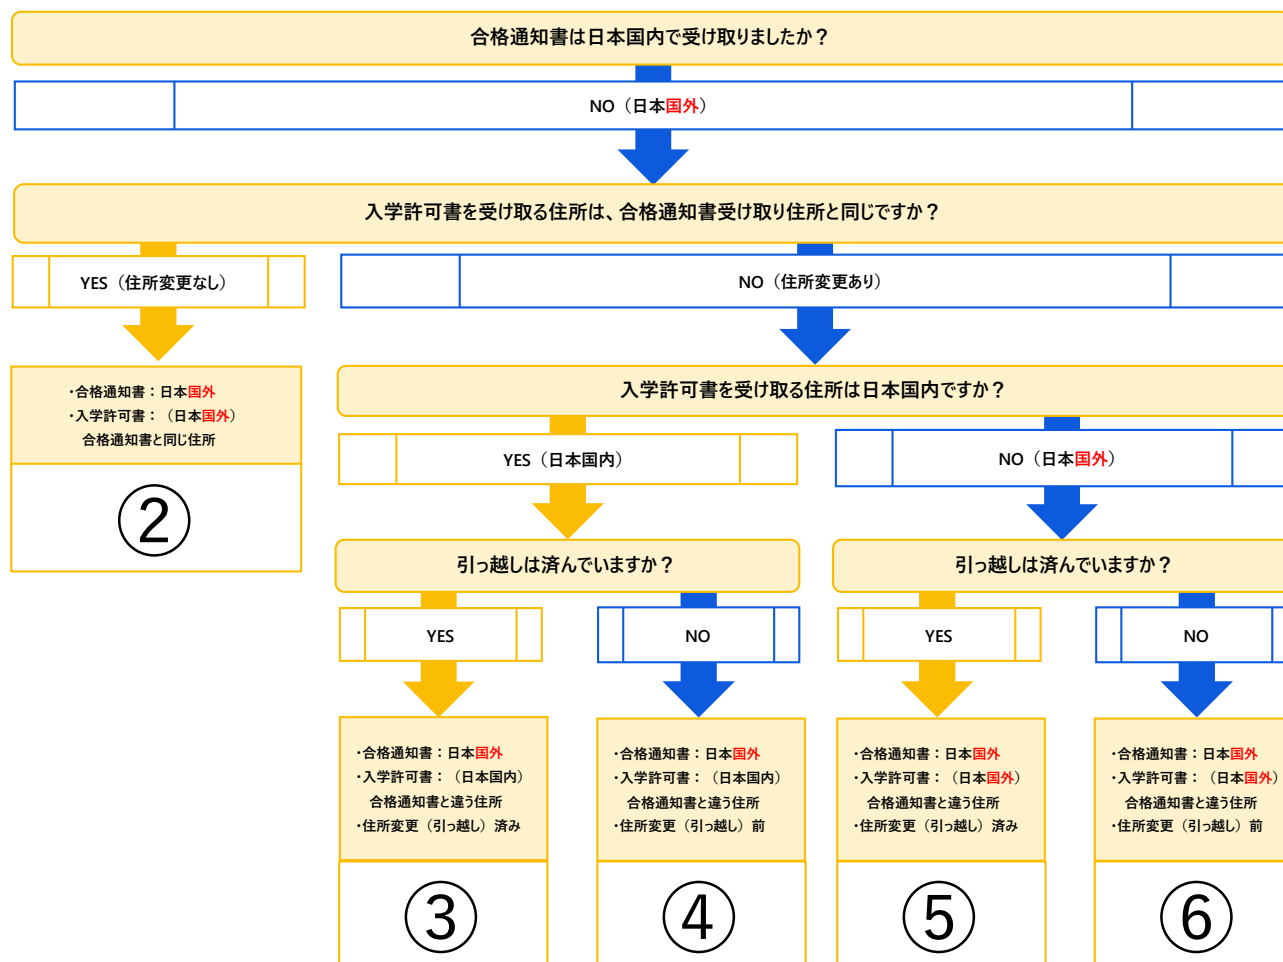 合格通知書は日本国内で受け取りましたか？
NO（日本国外）
入学許可書を受け取る住所は、合格通知書受け取り住所と同じですか？
YES（住所変更なし）
NO（住所変更あり）
・合格通知書：日本国外
・入学許可書：（日本国外）
合格通知書と同じ住所
②
入学許可書を受け取る住所は日本国内ですか？
YES（日本国内）
NO（日本国外）
引っ越しは済んでいますか？
引っ越しは済んでいますか？
YES
NO
YES
NO
・合格通知書：日本国外
・入学許可書：（日本国内）
合格通知書と違う住所
・住所変更（引っ越し）済み
③
・合格通知書：日本国外
・入学許可書：（日本国内）
合格通知書と違う住所
・住所変更（引っ越し）前
④
・合格通知書：日本国外
・入学許可書：（日本国外）
合格通知書と違う住所
・住所変更（引っ越し）済み
⑤
・合格通知書：日本国外
・入学許可書：（日本国外）
合格通知書と違う住所
・住所変更（引っ越し）前
⑥